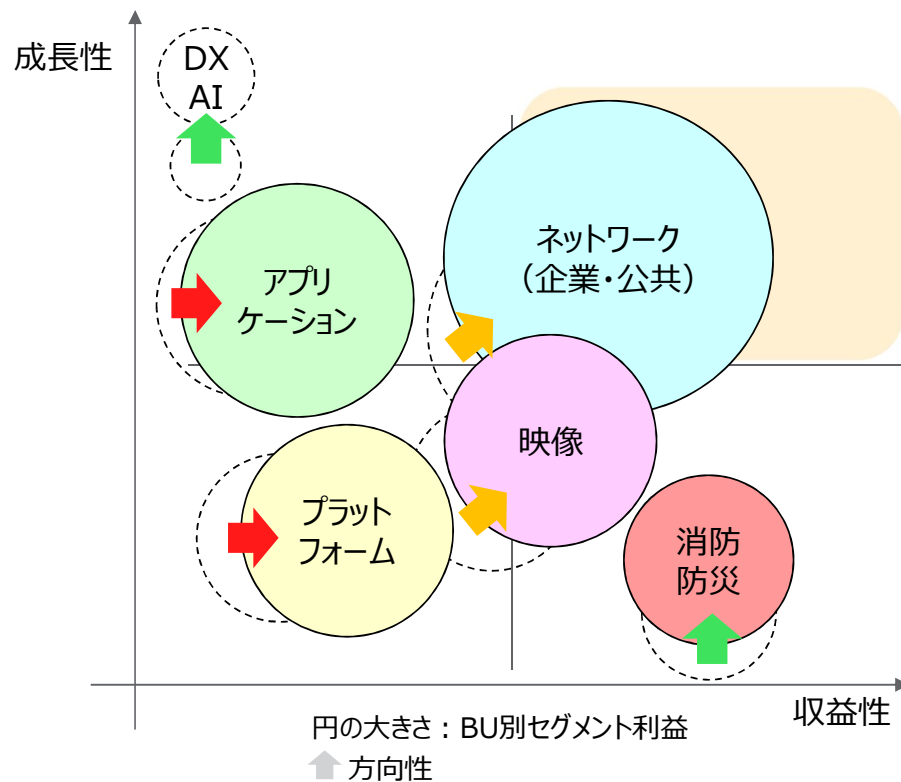 成長性
DX
AI
ネットワーク
（企業・公共）
アプリ
ケーション
映像
プラット
フォーム
消防
防災
収益性
円の大きさ：BU別セグメント利益
方向性